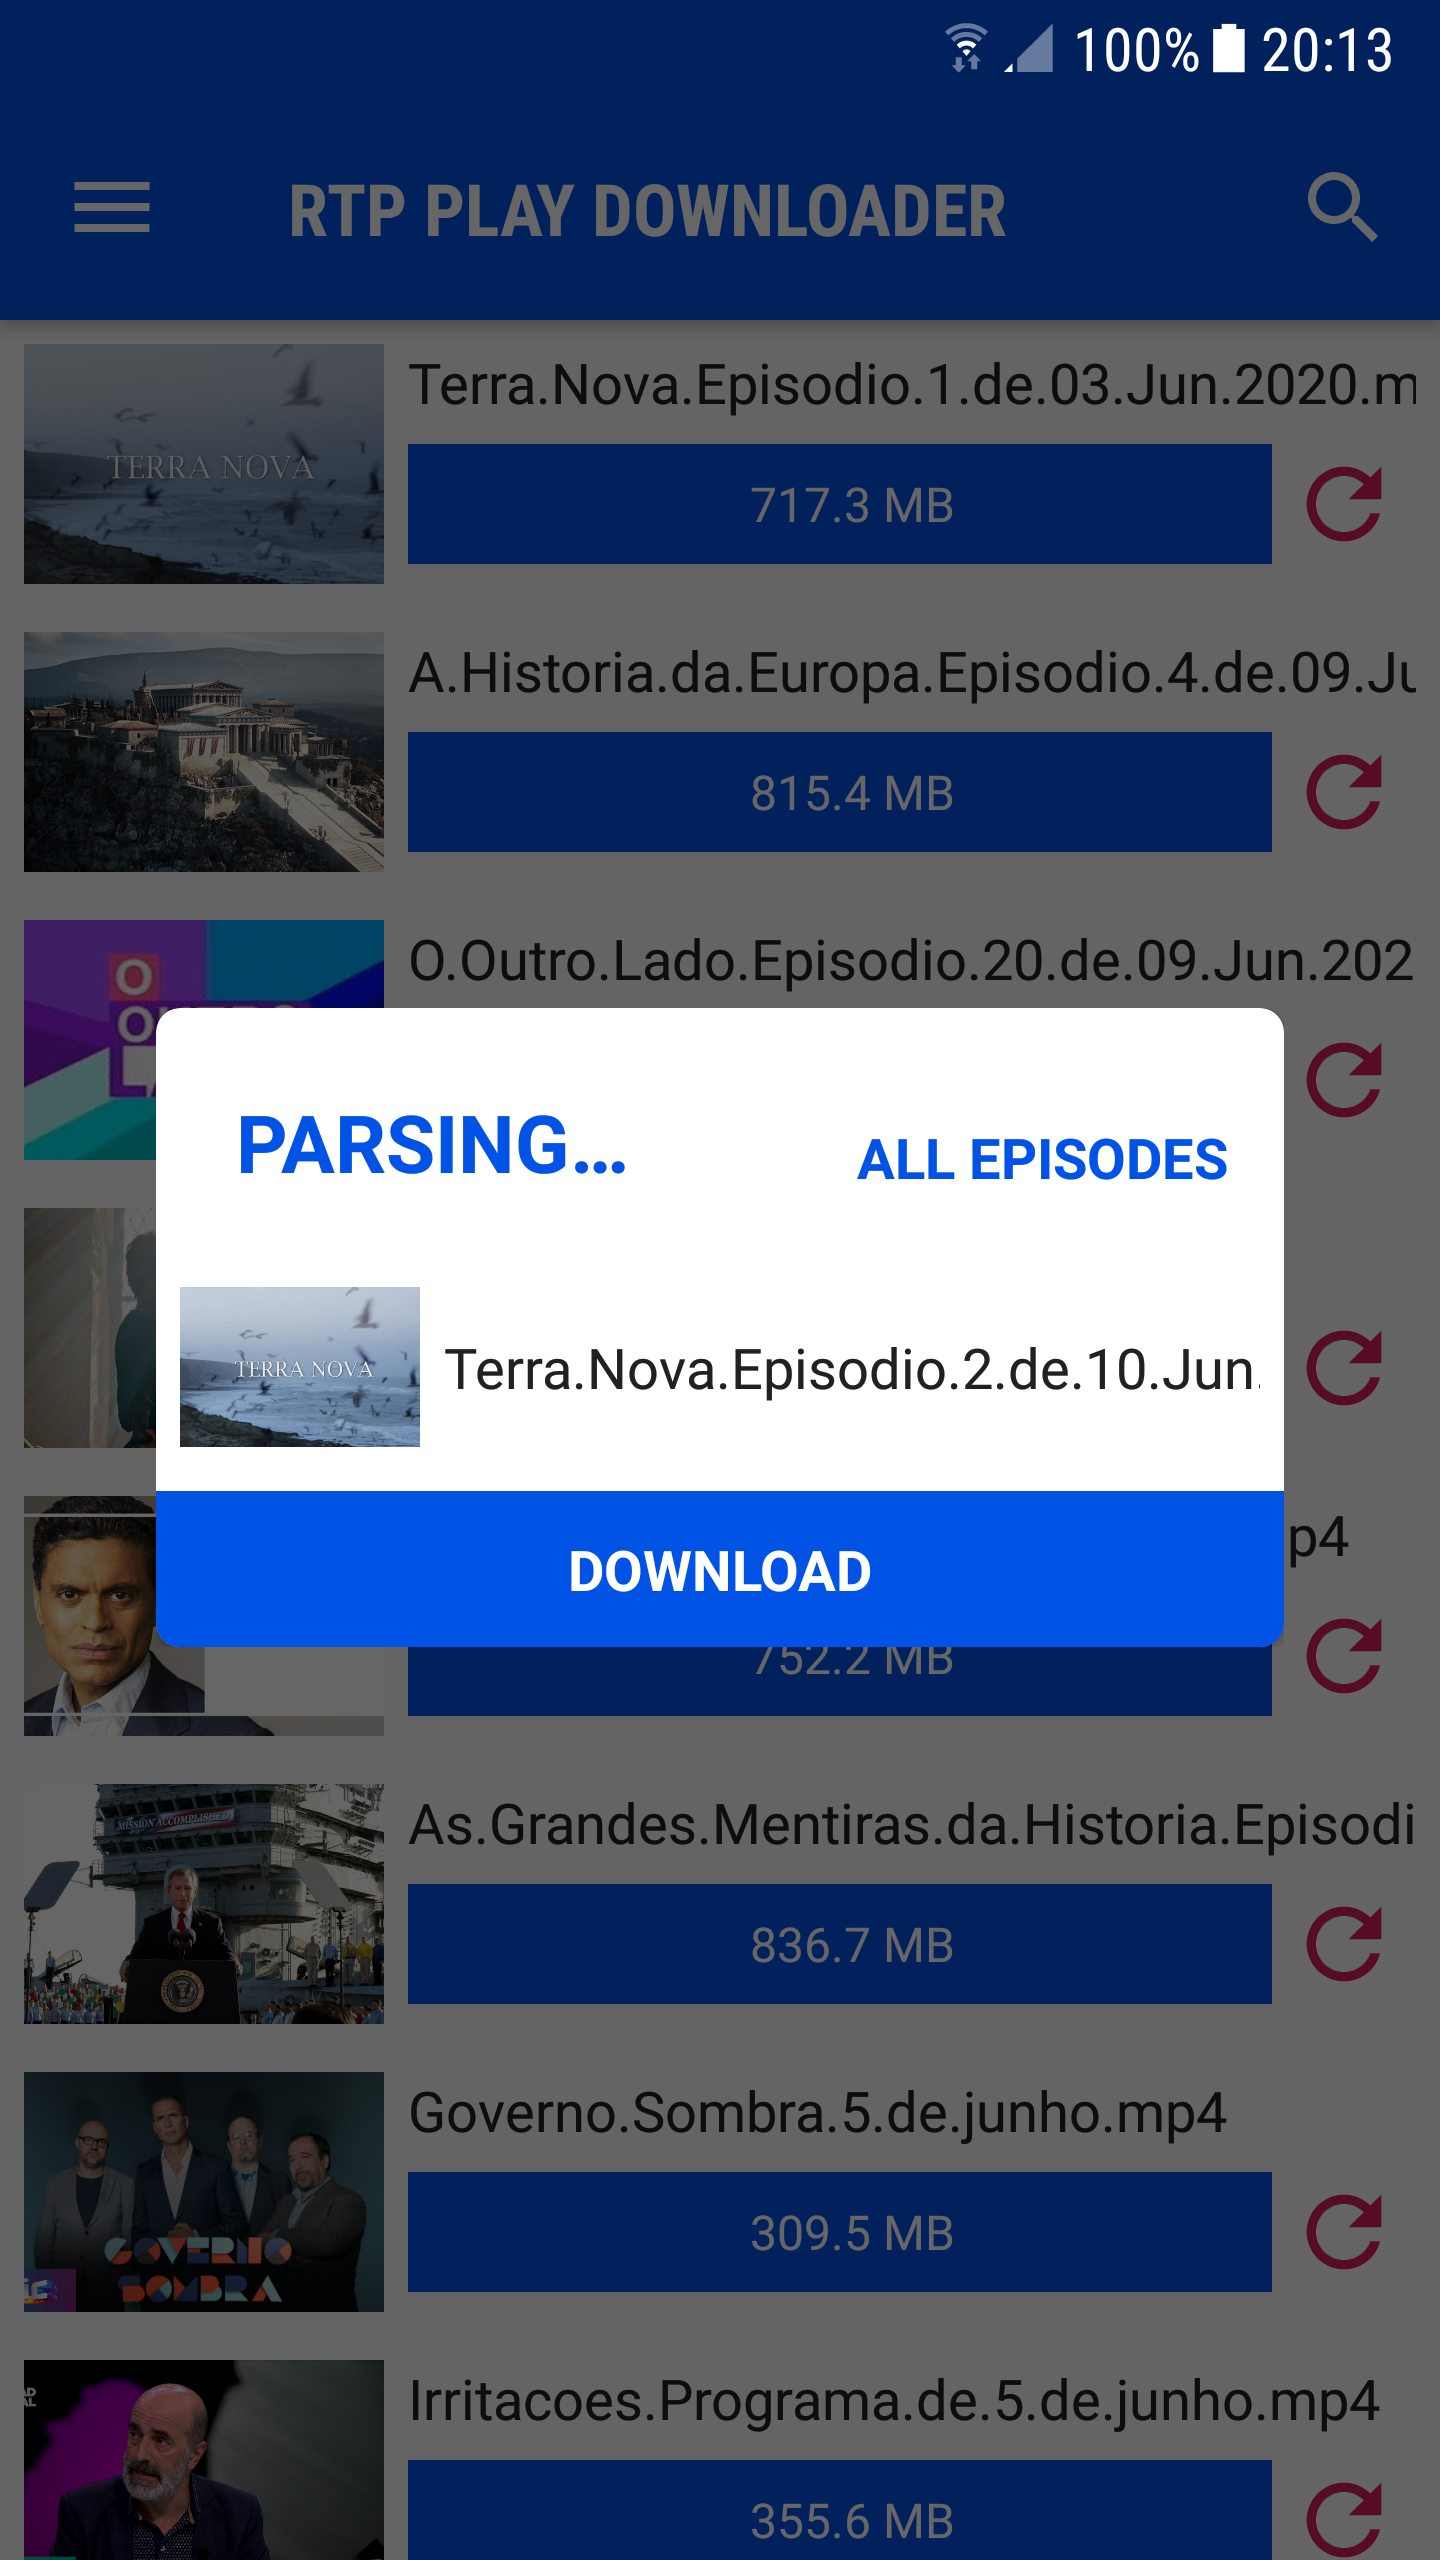 100% 20:13
RTP PLAY DOWNLOADER
TERRA NOVA
Terra.Nova.Episodio.1.de.03.Jun.2020.m
717.3 MB
A.Historia.da.Europa.Episodio.4.de.09.Ju
815.4 MB
O
O.Outro.Lado.Episodio.20.de.09.Jun.202
PARSING...
ALL EPISODES
TERRA NOVA
Terra.Nova.Episodio.2.de.10.Jun.
DOWNLOAD
p4
752.2 MB
MISSION ACCOMPLISHED
As.Grandes.Mentiras.da.Historia.Episodi
836.7 MB
GOVERNO
SOMBRA
Governo.Sombra.5.de.junho.mp4
309.5 MB
Irritacoes.Programa.de.5.de.junho.mp4
355.6 MB